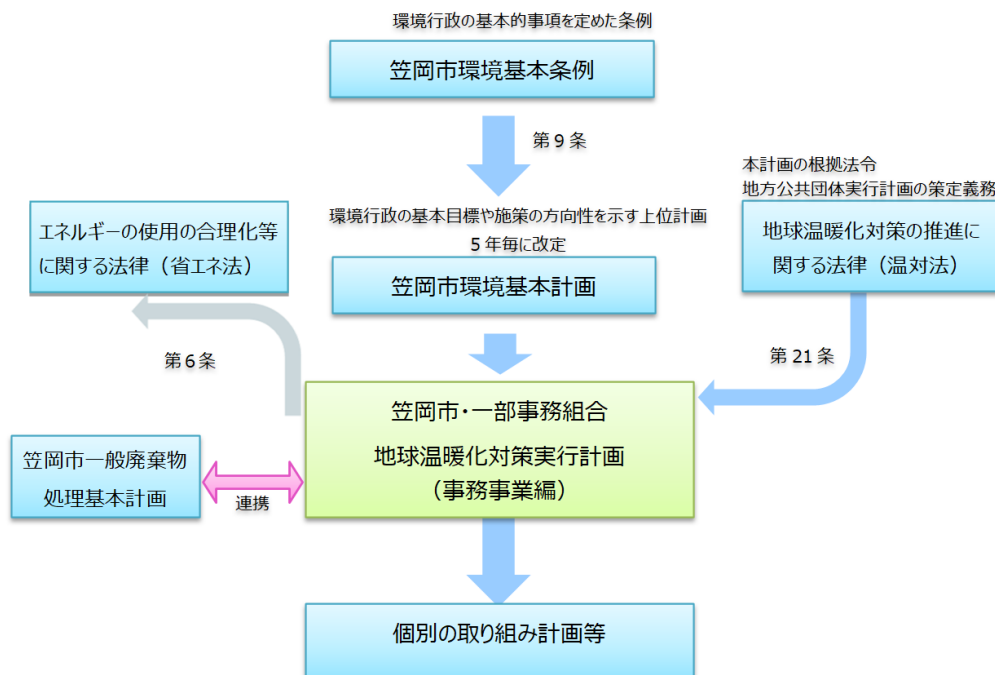 環境行政の基本的事項を定めた条例
笠岡市環境基本条例
第9条
本計画の根拠法令
地方公共団体実行計画の策定義務
環境行政の基本目標や施策の方向性を示す上位計画
5年毎に改定
エネルギーの使用の合理化等
に関する法律（省エネ法）
笠岡市環境基本計画
地球温暖化対策の推進に
関する法律（温対法）
第6条
第21条
笠岡市・一部事務組合
地球温暖化対策実行計画
（事務事業編）
笠岡市一般廃棄物
処理基本計画
連携
個別の取り組み計画等